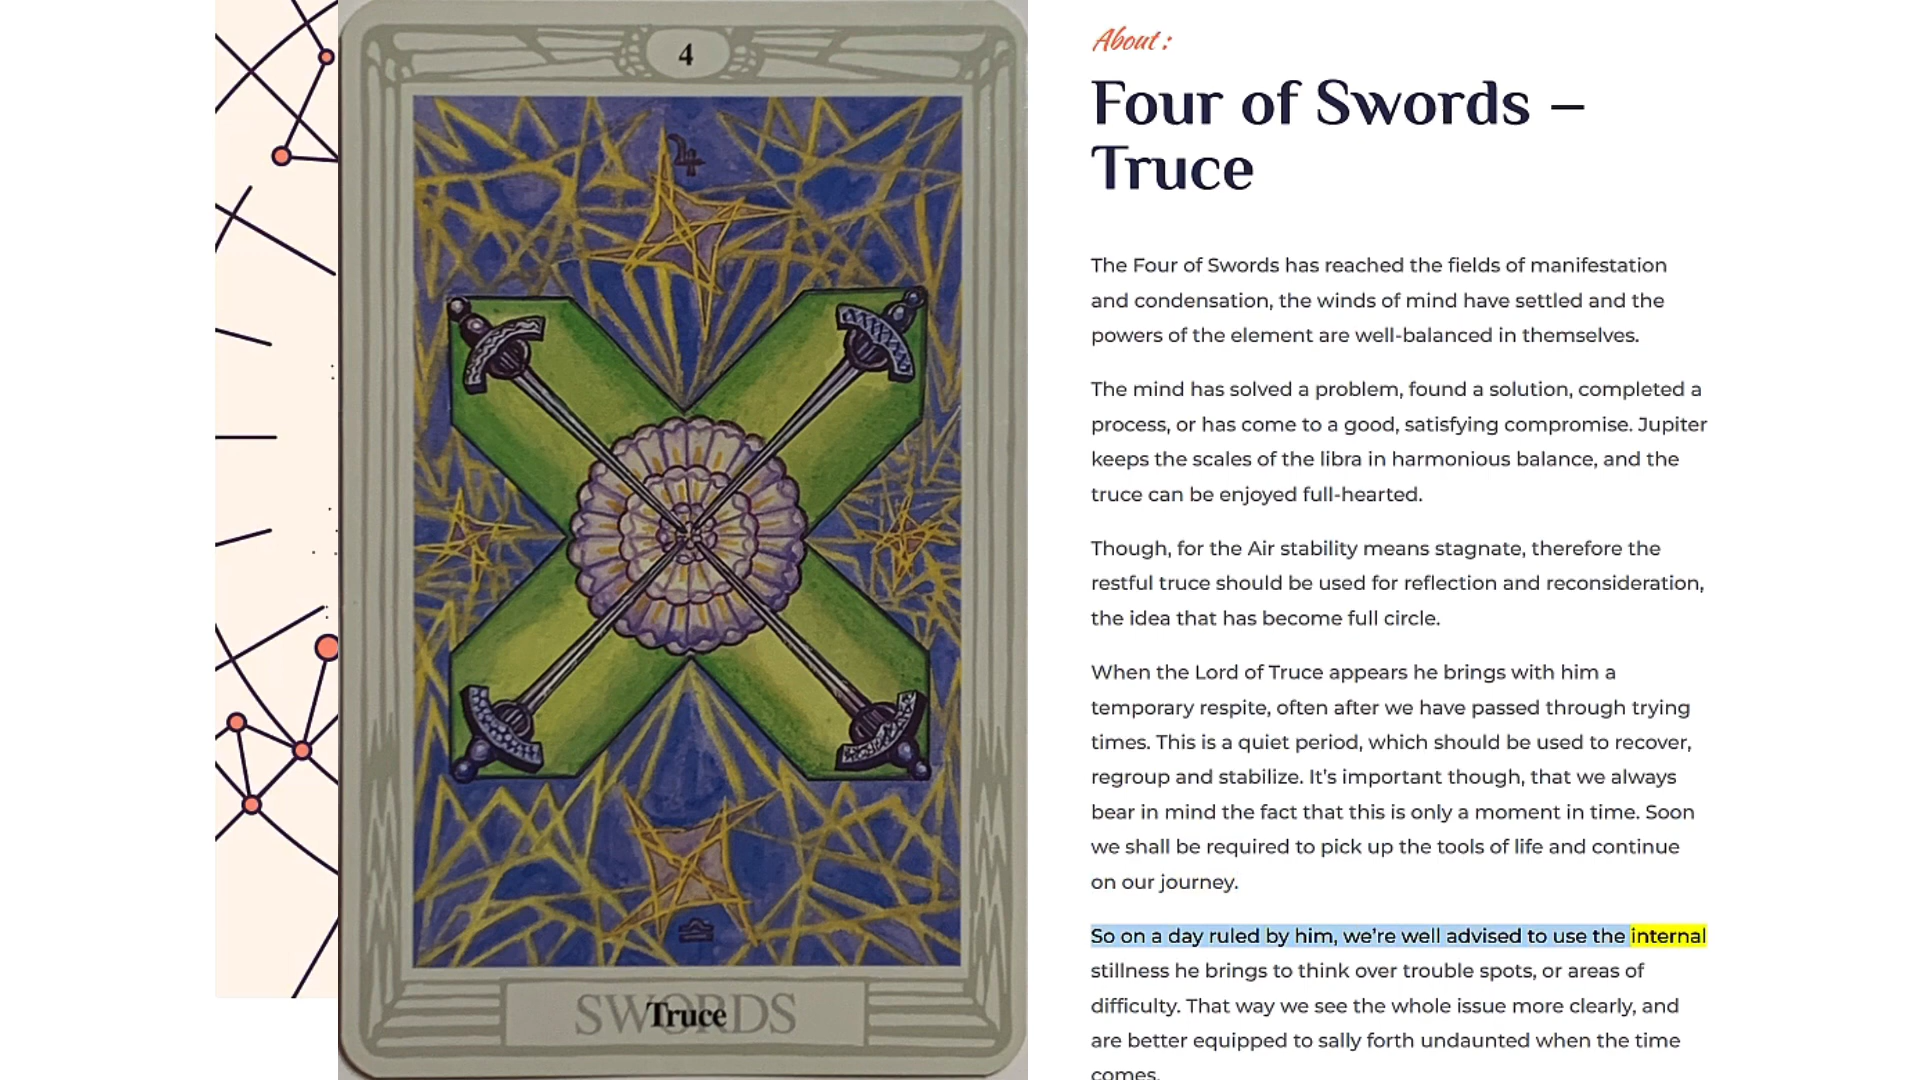 4
SWORDS
Truce
About :
Four of Swords –
Truce
The Four of Swords has reached the fields of manifestation
and condensation, the winds of mind have settled and the
powers of the element are well-balanced in themselves.
The mind has solved a problem, found a solution, completed a
process, or has come to a good, satisfying compromise. Jupiter
keeps the scales of the libra in harmonious balance, and the
truce can be enjoyed full-hearted.
Though, for the Air stability means stagnate, therefore the
restful truce should be used for reflection and reconsideration,
the idea that has become full circle.
When the Lord of Truce appears he brings with him a
temporary respite, often after we have passed through trying
times. This is a quiet period, which should be used to recover,
regroup and stabilize. It’s important though, that we always
bear in mind the fact that this is only a moment in time. Soon
we shall be required to pick up the tools of life and continue
on our journey.
So on a day ruled by him, we’re well advised to use the internal
stillness he brings to think over trouble spots, or areas of
difficulty. That way we see the whole issue more clearly, and
are better equipped to sally forth undaunted when the time
comes.